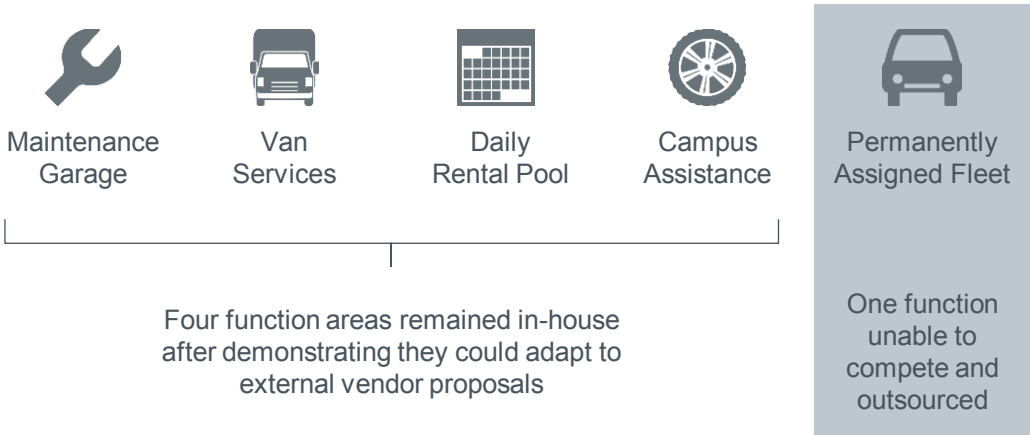 Maintenance
Garage
Van
Services
Daily
Rental Pool
Campus
Assistance
Permanently
Assigned Fleet
Four function areas remained in-house
after demonstrating they could adapt to
external vendor proposals
One function
unable to
compete and
outsourced